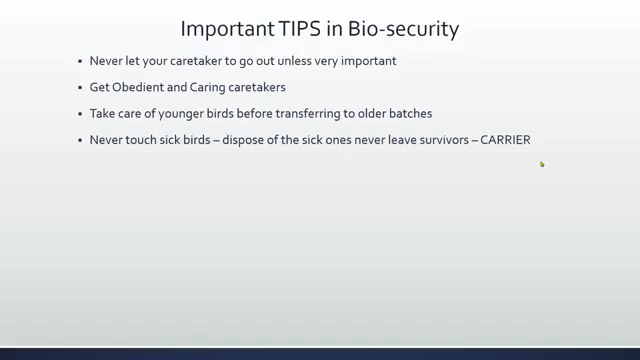 Important TIPS in Bio-security
▪ Never let your caretaker to go out unless very important
▪ Get Obedient and Caring caretakers
▪ Take care of younger birds before transferring to older batches
▪ Never touch sick birds – dispose of the sick ones never leave survivors – CARRIER